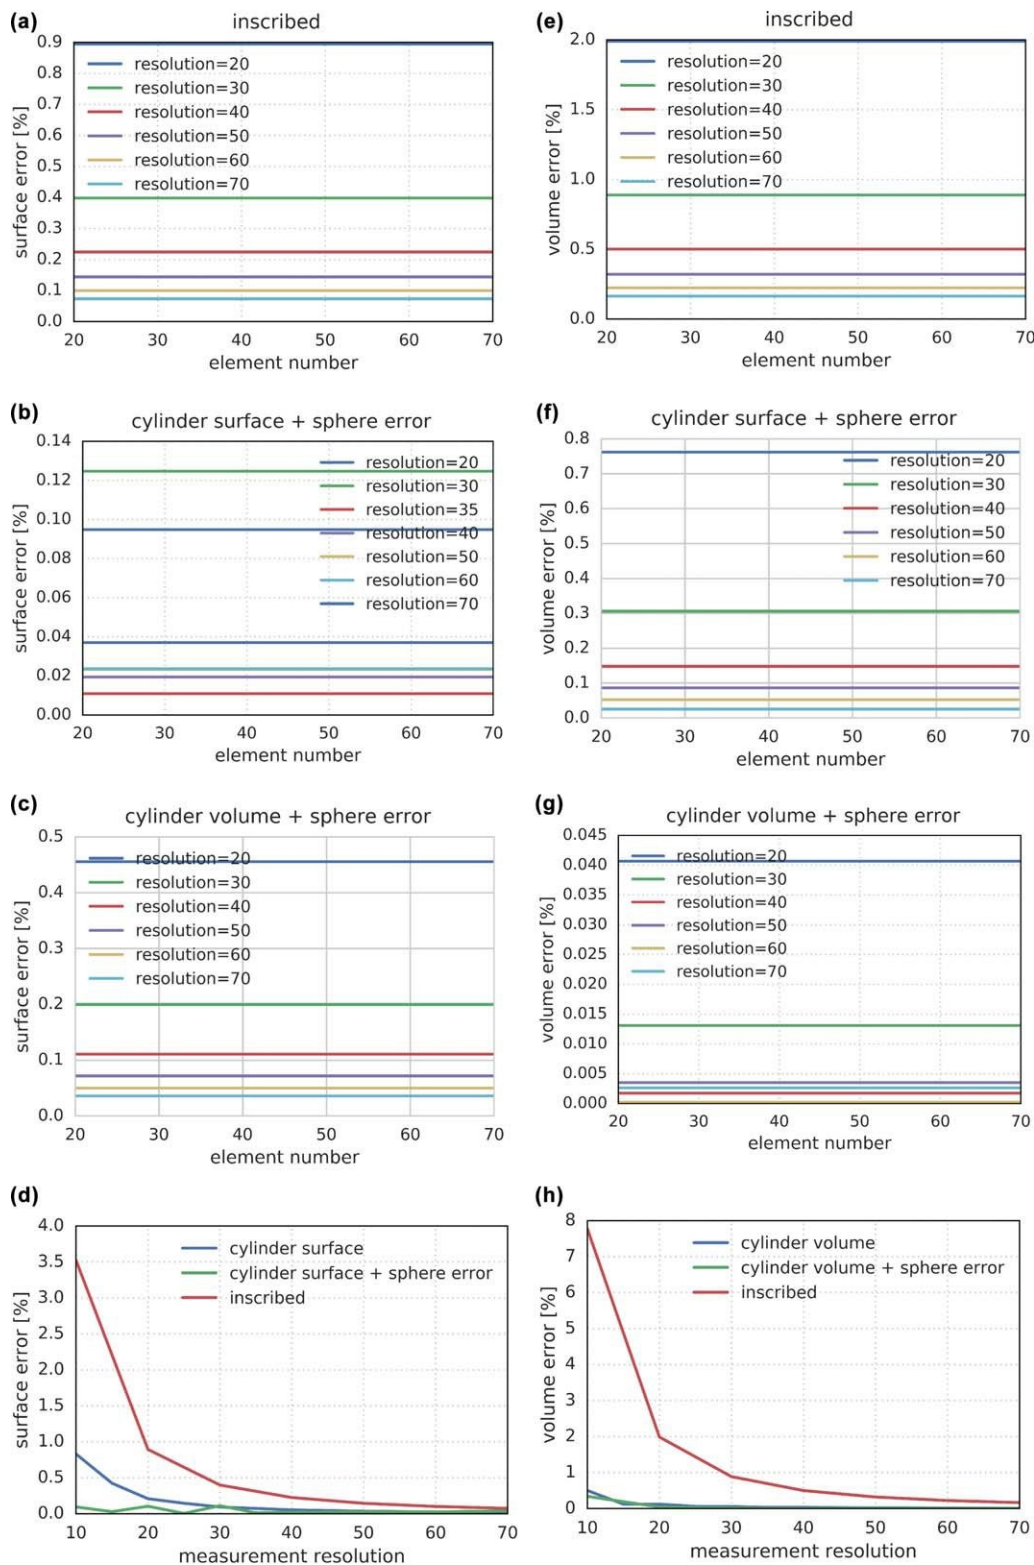 (a)
inscribed
0.9
0.8
0.7
0.6
0.5
0.4
0.3
0.2
0.1
0.0
surface error [%]
resolution=20
resolution=30
resolution=40
resolution=50
resolution=60
resolution=70
20 30 40 50 60 70
element number
(e)
inscribed
2.0
1.5
1.0
0.5
0.0
volume error [%]
resolution=20
resolution=30
resolution=40
resolution=50
resolution=60
resolution=70
20 30 40 50 60 70
element number
(b)
cylinder surface + sphere error
0.14
0.12
0.10
0.08
0.06
0.04
0.02
0.00
surface error [%]
resolution=20
resolution=30
resolution=35
resolution=40
resolution=50
resolution=60
resolution=70
20 30 40 50 60 70
element number
(f)
cylinder surface + sphere error
0.8
0.7
0.6
0.5
0.4
0.3
0.2
0.1
0.0
volume error [%]
resolution=20
resolution=30
resolution=40
resolution=50
resolution=60
resolution=70
20 30 40 50 60 70
element number
(c)
cylinder volume + sphere error
0.5
0.4
0.3
0.2
0.1
0.0
surface error [%]
resolution=20
resolution=30
resolution=40
resolution=50
resolution=60
resolution=70
20 30 40 50 60 70
element number
(g)
cylinder volume + sphere error
0.045
0.040
0.035
0.030
0.025
0.020
0.015
0.010
0.005
0.000
volume error [%]
resolution=20
resolution=30
resolution=40
resolution=50
resolution=60
resolution=70
20 30 40 50 60 70
element number
(d)
4.0
3.5
3.0
2.5
2.0
1.5
1.0
0.5
0.0
surface error [%]
cylinder surface
cylinder surface + sphere error
inscribed
10 20 30 40 50 60 70
measurement resolution
(h)
8
7
6
5
4
3
2
1
0
volume error [%]
cylinder volume
cylinder volume + sphere error
inscribed
10 20 30 40 50 60 70
measurement resolution